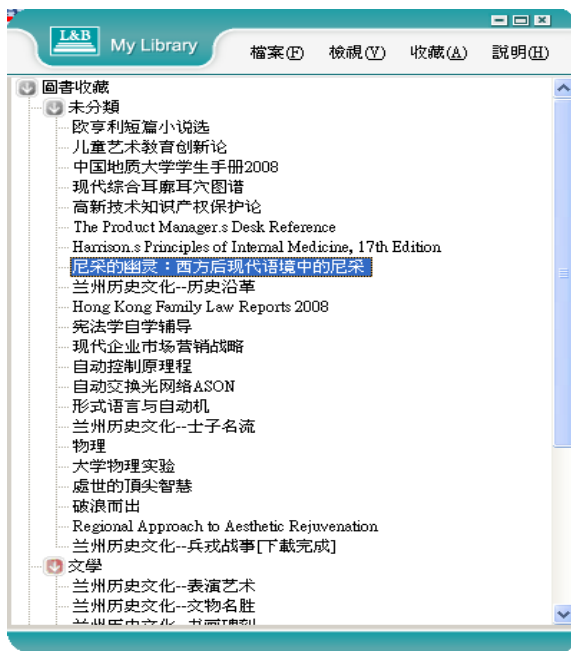 L&B My Library 檔案(F) 檢視(V) 收藏(A) 説明(H)
圖書收藏
未分類
欧亨利短篇小说选
儿童艺术教育创新论
中国地质大学学生手册2008
现代综合耳廓耳穴图谱
高新技术知识产权保护论
The Product Manager.s Desk Reference
Harrison.s Principles of Internal Medicine, 17th Edition
尼采的幽灵：西方后现代语境中的尼采
兰州历史文化--历史沿革
Hong Kong Family Law Reports 2008
宪法学自学辅导
现代企业市场营销战略
自动控制原理程
自动交换光网络ASON
形式语言与自动机
兰州历史文化--士子名流
物理
大学物理实验
處世的頂尖智慧
破浪而出
Regional Approach to Aesthetic Rejuvenation
兰州历史文化--兵戎战事[下載完成]
文學
兰州历史文化--表演艺术
兰州历史文化--文物名胜
兰州历史文化--书画碑刻